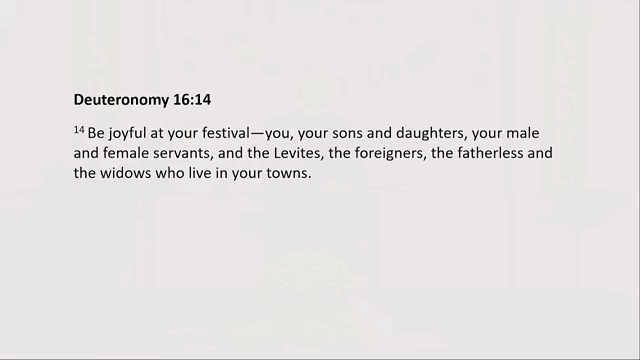 Deuteronomy 16:14
14 Be joyful at your festival—you, your sons and daughters, your male
and female servants, and the Levites, the foreigners, the fatherless and
the widows who live in your towns.